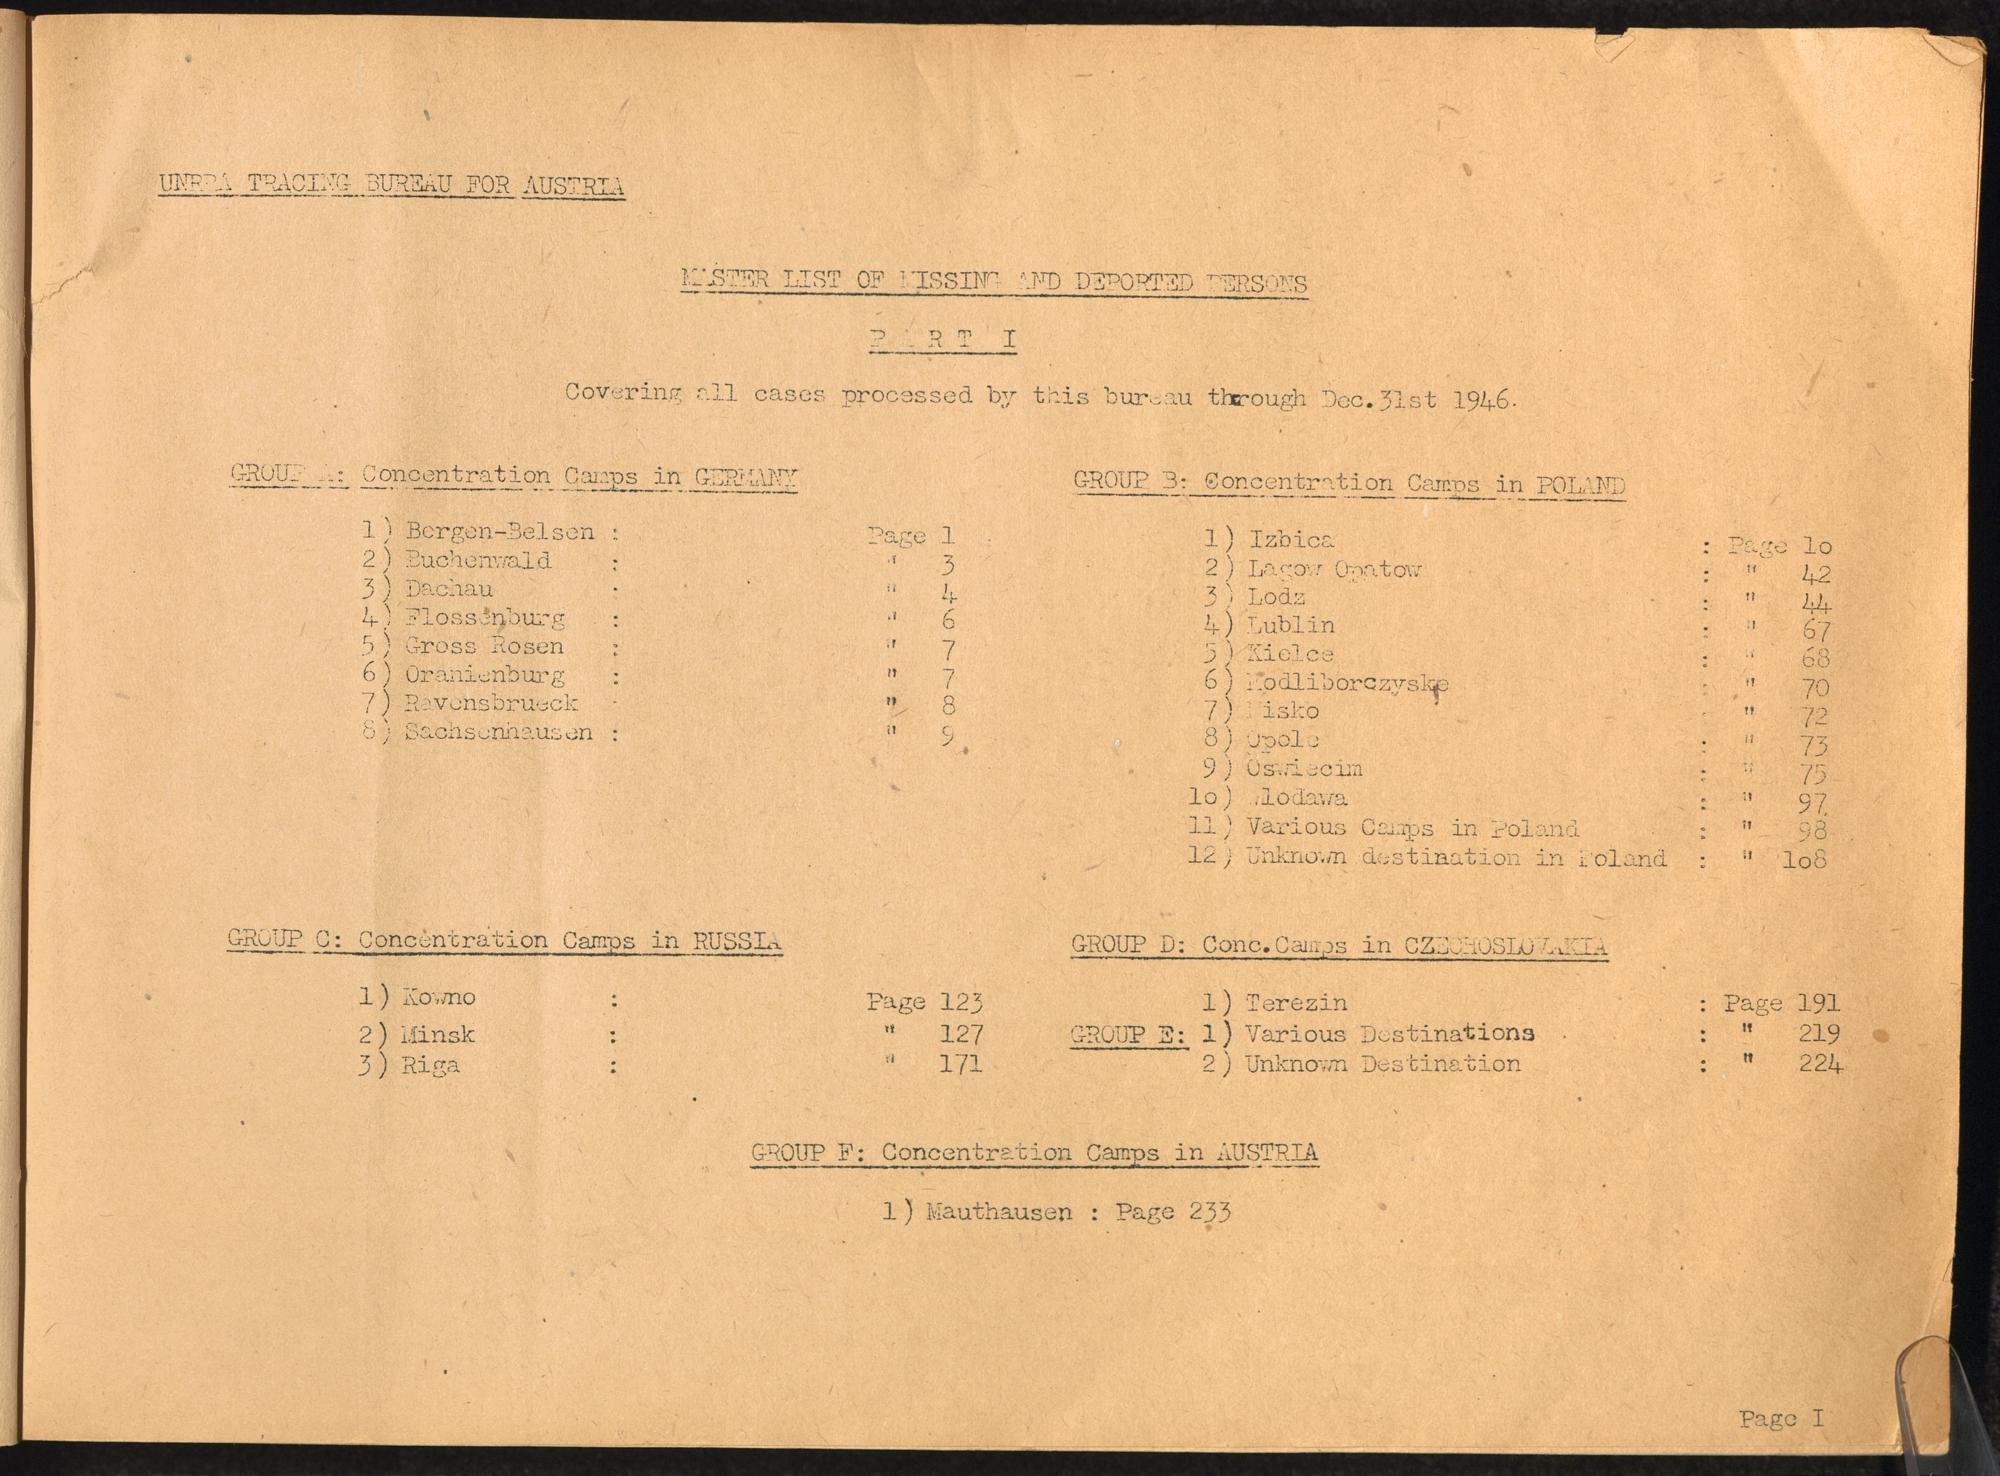 UNRRA TRACING BUREAU FOR AUSTRIA
MASTER LIST OF MISSING AND DEPORTED PERSONS
P A R T I
Covering all cases processed by this bureau through Dec.31st 1946.
GROUP A: Concentration Camps in GERMANY
1) Bergen-Belsen : Page 1
2) Buchenwald : " 3
3) Dachau : " 4
4) Flossenburg : " 6
5) Gross Rosen : " 7
6) Oranienburg : " 7
7) Ravensbrueck : " 8
8) Sachsenhausen : " 9
GROUP B: Concentration Camps in POLAND
1) Izbica : Page 1o
2) Lagow Opatow : " 42
3) Lodz : " 44
4) Lublin : " 67
5) Kielce : " 68
6) Modliborczyske : " 70
7) Nisko : " 72
8) Opole : " 73
9) Oswiecim : " 75
1o) Wlodawa : " 97
11) Various Camps in Poland : " 98
12) Unknown destination in Poland : " 1o8
GROUP C: Concentration Camps in RUSSIA
1) Kowno : Page 123
2) Minsk : " 127
3) Riga : " 171
GROUP D: Conc.Camps in CZECHOSLOVAKIA
1) Terezin : Page 191
GROUP E: 1) Various Destinations : " 219
2) Unknown Destination : " 224
GROUP F: Concentration Camps in AUSTRIA
1) Mauthausen : Page 233
Page I